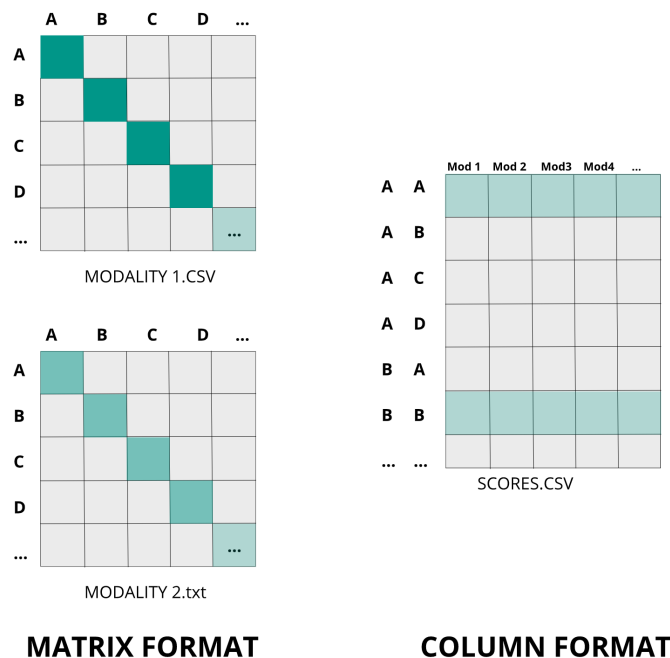 A B C D ...
A
B
C
D
... ...
MODALITY 1.CSV
A B C D ...
A
B
C
D
... ...
MODALITY 2.txt
MATRIX FORMAT
Mod 1 Mod 2 Mod3 Mod4 ...
A A
A B
A C
A D
B A
B B
... ...
SCORES.CSV
COLUMN FORMAT